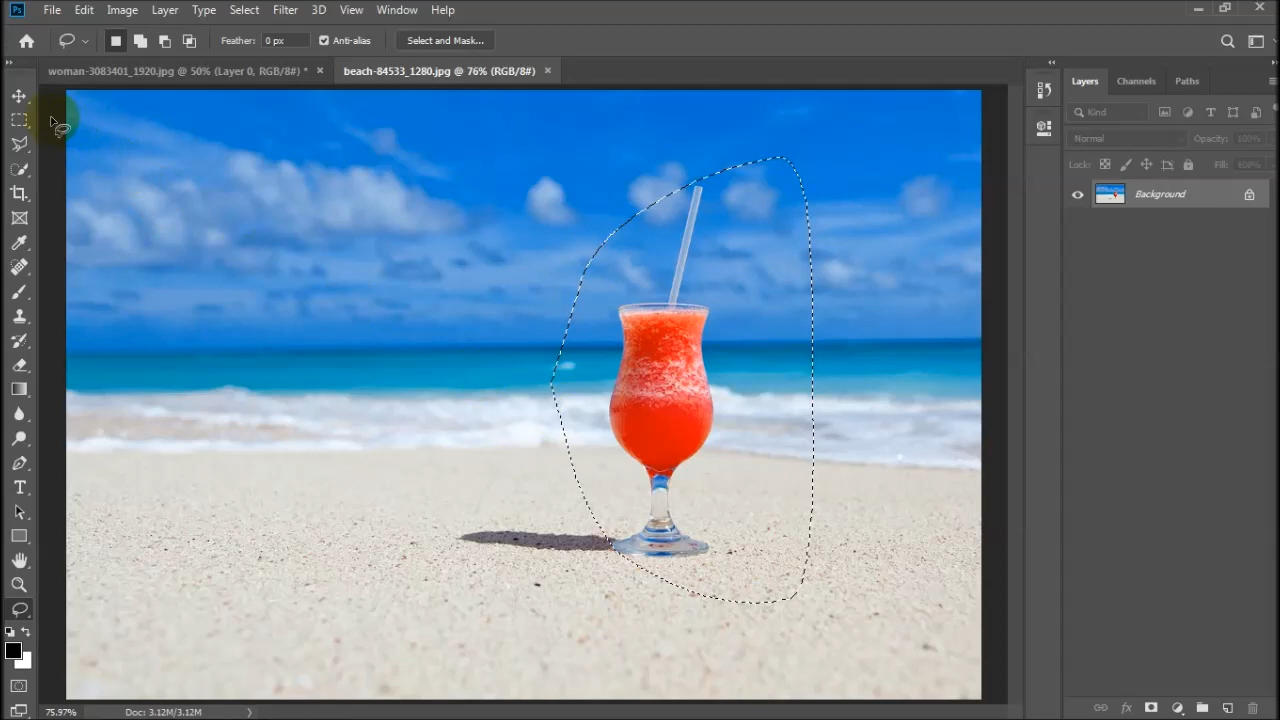 Ps File Edit Image Layer Type Select Filter 3D View Window Help
Feather: 0 px Anti-alias Select and Mask...
woman-3083401_1920.jpg @ 50% (Layer 0, RGB/8#) * × beach-84533_1280.jpg @ 76% (RGB/8#) ×
Layers Channels Paths
Kind
Normal Opacity: 100%
Lock: Fill: 100%
Background
T
fx
75.97% Doc: 3.12M/3.12M